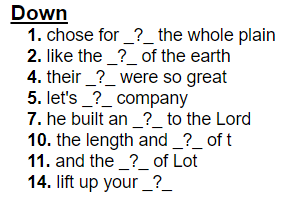 Down
1. chose for _?_ the whole plain
2. like the _?_ of the earth
4. their _?_ were so great
5. let's _?_ company
7. he built an _?_ to the Lord
10. the length and _?_ of t
11. and the _?_ of Lot
14. lift up your _?_